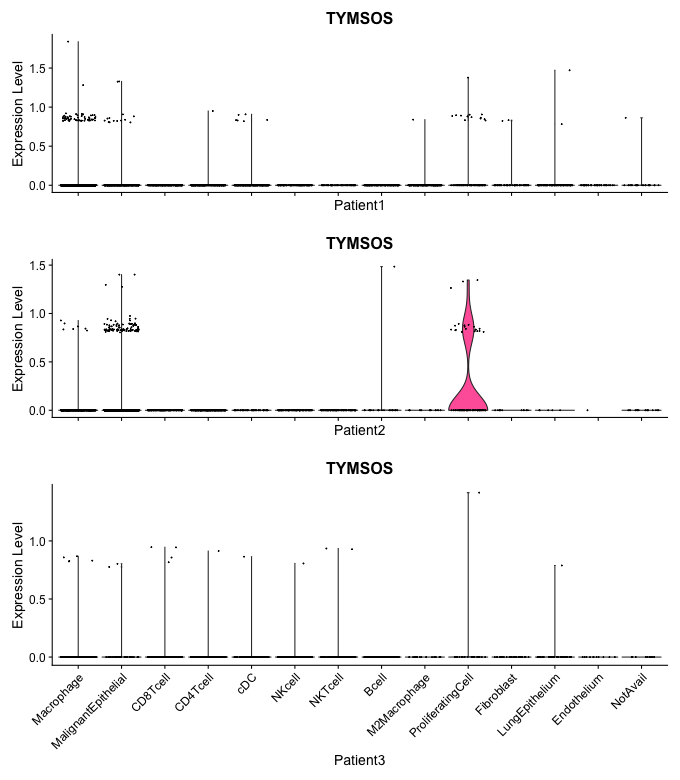 TYMSOS
Expression Level
1.5
1.0
0.5
0.0
Patient1
TYMSOS
Expression Level
1.5
1.0
0.5
0.0
Patient2
TYMSOS
Expression Level
1.0
0.5
0.0
Macrophage
MalignantEpithelial
CD8Tcell
CD4Tcell
cDC
NKcell
NKTcell
Bcell
M2Macrophage
ProliferatingCell
Fibroblast
LungEpithelium
Endothelium
NotAvail
Patient3